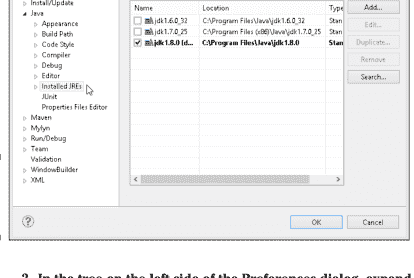 Install/Update
Java
Appearance
Build Path
Code Style
Compiler
Debug
Editor
Installed JREs
JUnit
Properties Files Editor
Maven
Mylyn
Run/Debug
Team
Validation
WindowBuilder
XML
Name Location Type
jdk1.6.0_32 C:\Program Files\Java\jdk1.6.0_32 Stan
jdk1.7.0_25 C:\Program Files (x86)\Java\jdk1.7.0_25 Stan
jdk1.8.0 (d... C:\Program Files\Java\jdk1.8.0 Stan
Add...
Edit...
Duplicate...
Remove
Search...
OK Cancel
2. In the tree on the left side of the Preferences dialog, expand